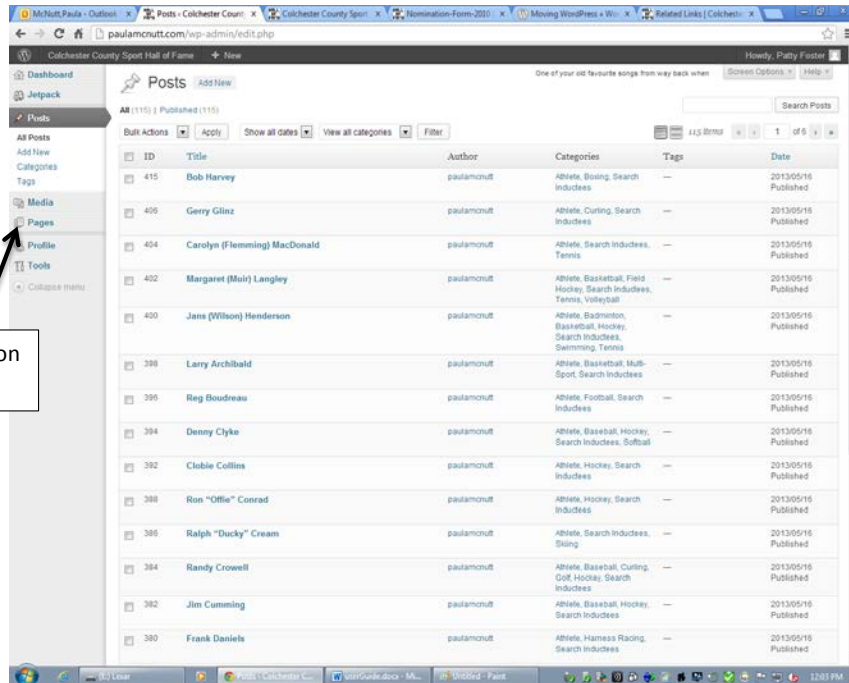 McNutt,Paula - Outlook
Posts ‹ Colchester Count
Colchester County Sport
Nomination-Form-2010
Moving WordPress « Wo
Related Links | Colcheste
paulamcnutt.com/wp-admin/edit.php
Colchester County Sport Hall of Fame + New
Howdy, Patty Foster
Dashboard
Jetpack
Posts
All Posts
Add New
Categories
Tags
Media
Pages
Profile
Tools
Collapse menu
on
Posts Add New
One of your old favourite songs from way back when
Screen Options
Help
All (115) | Published (115)
Search Posts
Bulk Actions Apply Show all dates View all categories Filter
115 items « ‹ 1 of 6 › »
ID Title Author Categories Tags Date
415 Bob Harvey paulamcnutt Athlete, Boxing, Search — 2013/05/16
Inductees Published
406 Gerry Glinz paulamcnutt Athlete, Curling, Search — 2013/05/16
Inductees Published
404 Carolyn (Flemming) MacDonald paulamcnutt Athlete, Search Inductees, — 2013/05/16
Tennis Published
402 Margaret (Muir) Langley paulamcnutt Athlete, Basketball, Field — 2013/05/16
Hockey, Search Inductees, Published
Tennis, Volleyball
400 Jans (Wilson) Henderson paulamcnutt Athlete, Badminton, — 2013/05/16
Basketball, Hockey, Published
Search Inductees,
Swimming, Tennis
398 Larry Archibald paulamcnutt Athlete, Basketball, Multi- — 2013/05/16
Sport, Search Inductees Published
396 Reg Boudreau paulamcnutt Athlete, Football, Search — 2013/05/16
Inductees Published
394 Denny Clyke paulamcnutt Athlete, Baseball, Hockey, — 2013/05/16
Search Inductees, Softball Published
392 Clobie Collins paulamcnutt Athlete, Hockey, Search — 2013/05/16
Inductees Published
388 Ron “Offie” Conrad paulamcnutt Athlete, Hockey, Search — 2013/05/16
Inductees Published
386 Ralph “Ducky” Cream paulamcnutt Athlete, Search Inductees, — 2013/05/16
Skiing Published
384 Randy Crowell paulamcnutt Athlete, Baseball, Curling, — 2013/05/16
Golf, Hockey, Search Published
Inductees
382 Jim Cumming paulamcnutt Athlete, Baseball, Hockey, — 2013/05/16
Search Inductees Published
380 Frank Daniels paulamcnutt Athlete, Harness Racing, — 2013/05/16
Search Inductees Published
Lexar
Posts ‹ Colchester C...
userGuide.docx - Mi...
Untitled - Paint
12:03 PM